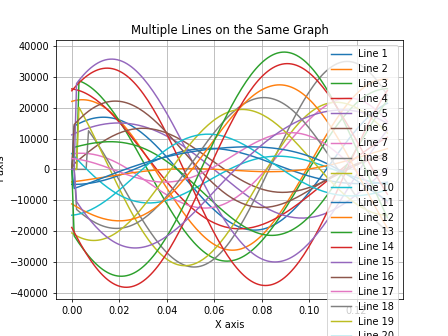 Multiple Lines on the Same Graph
40000
30000
20000
10000
0
−10000
−20000
−30000
−40000
0.00
0.02
0.04
0.06
0.08
0.10
X axis
Line 1
Line 2
Line 3
Line 4
Line 5
Line 6
Line 7
Line 8
Line 9
Line 10
Line 11
Line 12
Line 13
Line 14
Line 15
Line 16
Line 17
Line 18
Line 19